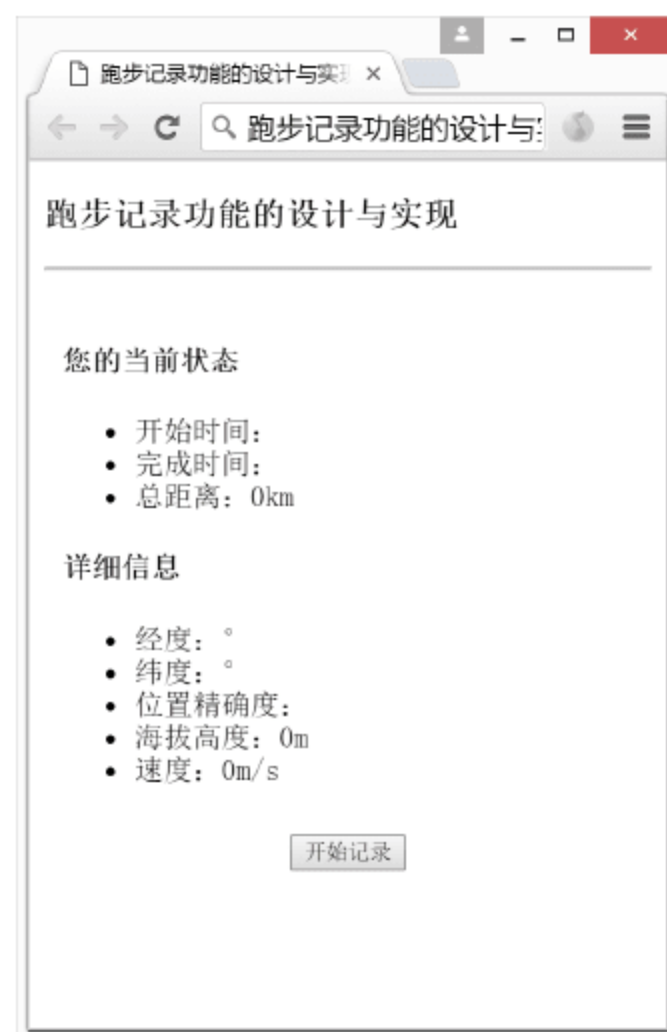 跑步记录功能的设计与实
跑步记录功能的设计与
跑步记录功能的设计与实现
您的当前状态
开始时间：
完成时间：
总距离：0km
详细信息
经度：°
纬度：°
位置精确度：
海拔高度：0m
速度：0m/s
开始记录